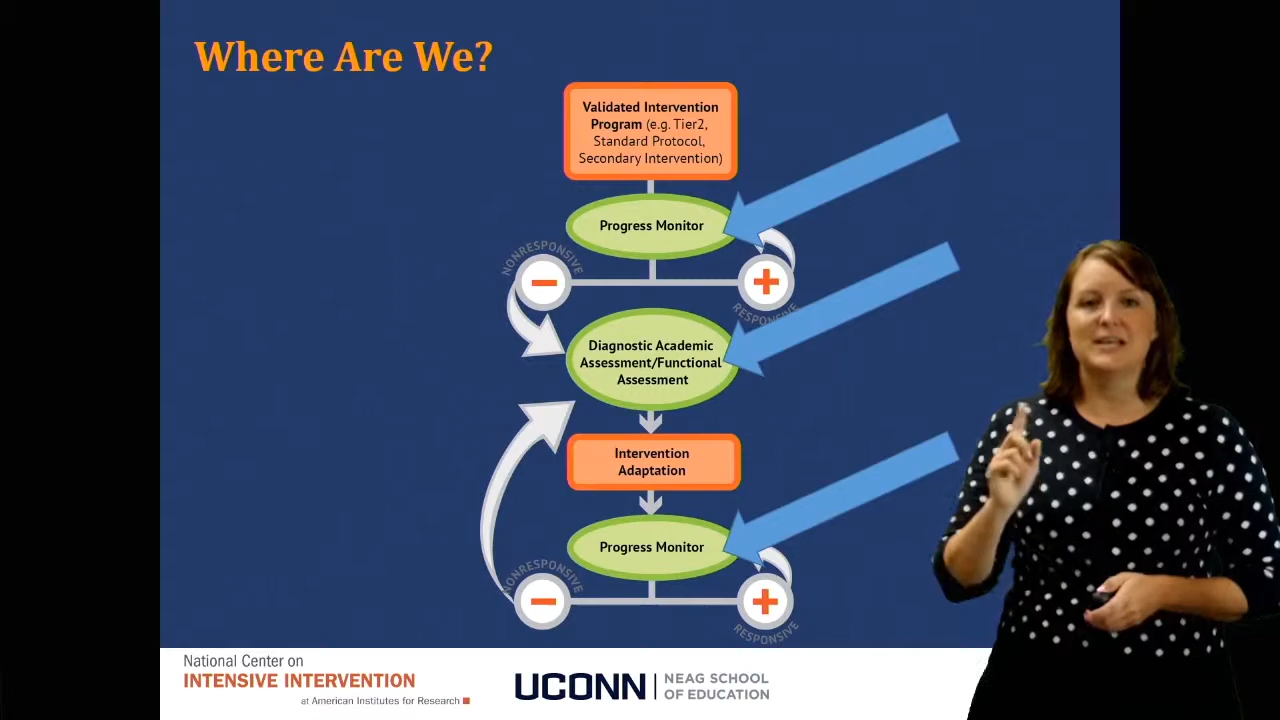 Where Are We?
Validated Intervention
Program (e.g. Tier2,
Standard Protocol,
Secondary Intervention)
Progress Monitor
NONRESPONSIVE
RESPONSIVE
Diagnostic Academic
Assessment/Functional
Assessment
Intervention
Adaptation
Progress Monitor
NONRESPONSIVE
RESPONSIVE
National Center on
INTENSIVE INTERVENTION
at American Institutes for Research
UCONN
NEAG SCHOOL
OF EDUCATION